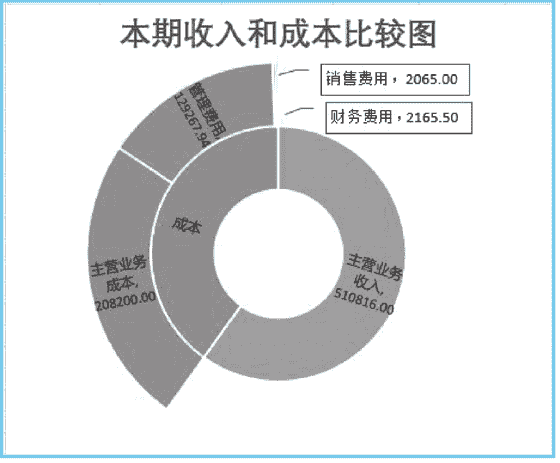 本期收入和成本比较图
销售费用，2065.00
财务费用，2165.50
管理费用,
129267.94
成本
主营业务
成本,
208200.00
主营业务
收入,
510816.00